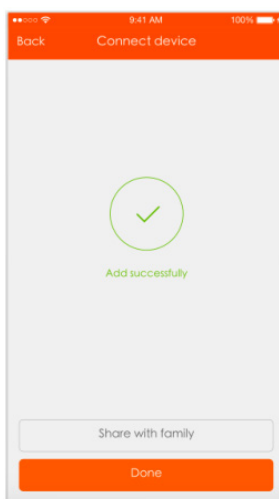 9:41 AM
100%
Back
Connect device
Add successfully
Share with family
Done